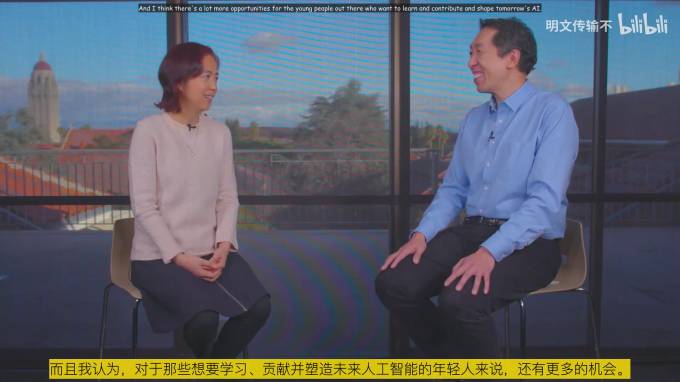 And I think there's a lot more opportunities for the young people out there who want to learn and contribute and shape tomorrow's AI.
明文传输不 bilibili
而且我认为，对于那些想要学习、贡献并塑造未来人工智能的年轻人来说，还有更多的机会。